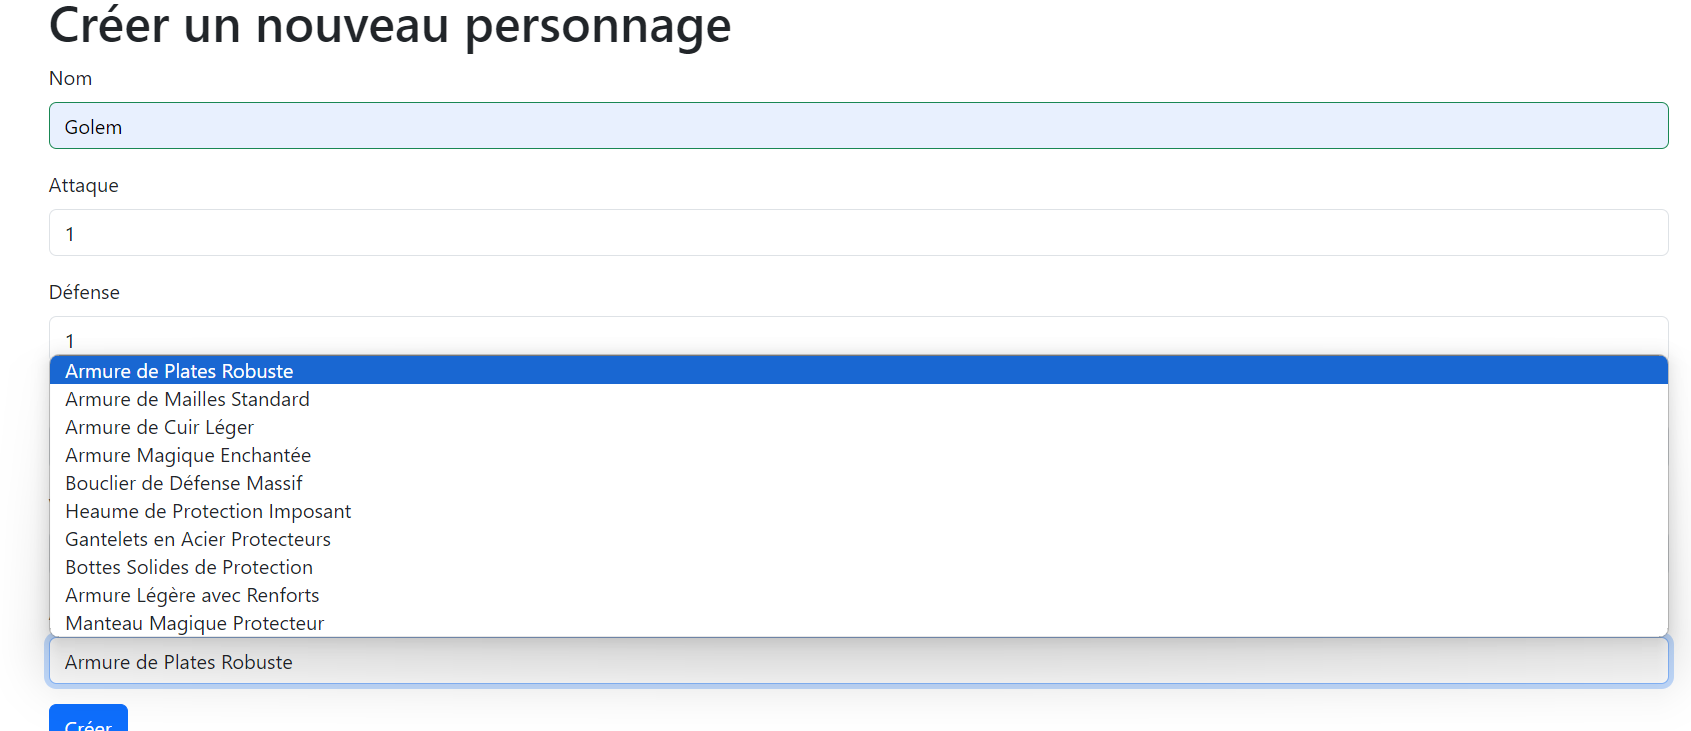 Créer un nouveau personnage
Nom
Golem
Attaque
1
Défense
1
Armure de Plates Robuste
Armure de Mailles Standard
Armure de Cuir Léger
Armure Magique Enchantée
Bouclier de Défense Massif
Heaume de Protection Imposant
Gantelets en Acier Protecteurs
Bottes Solides de Protection
Armure Légère avec Renforts
Manteau Magique Protecteur
Armure de Plates Robuste
Créer